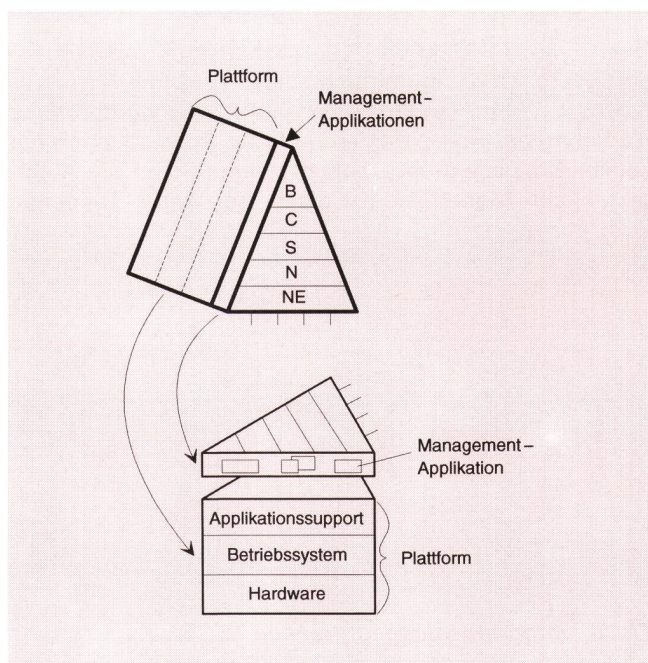 Plattform
Management–
Applikationen
B
C
S
N
NE
Management–
Applikation
Applikationssupport
Betriebssystem
Plattform
Hardware